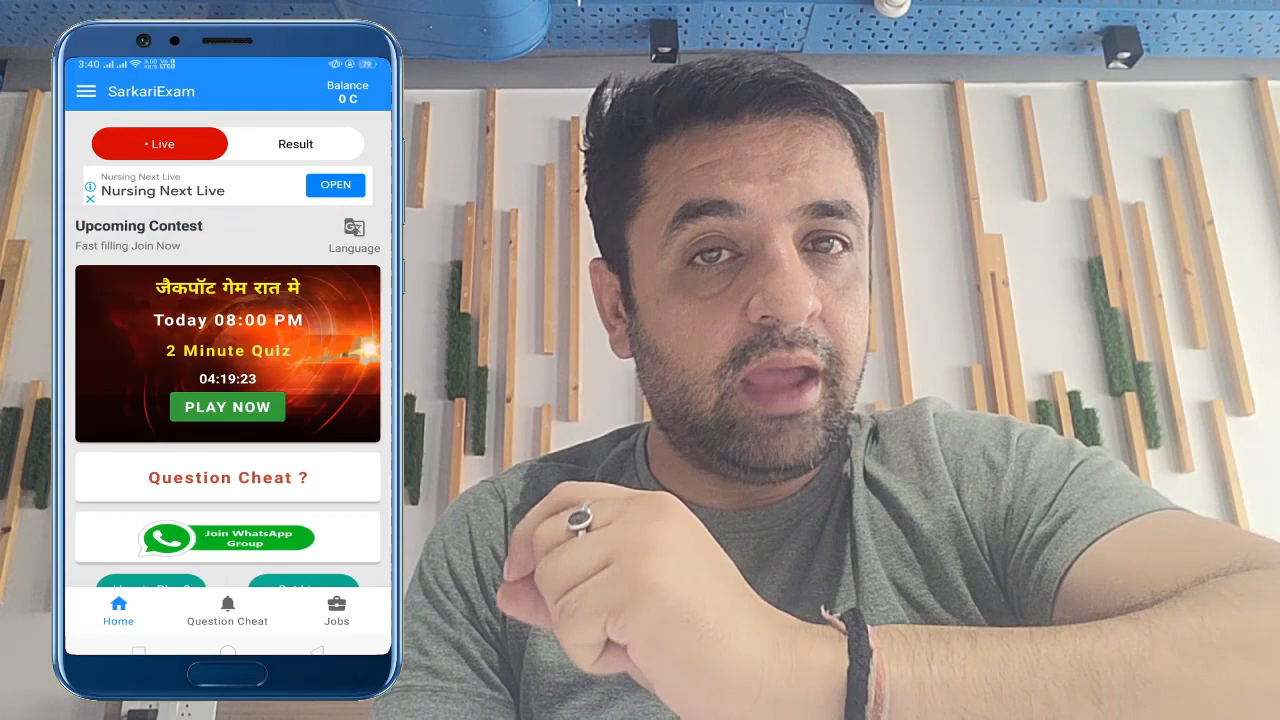 3:40
79
SarkariExam
Balance
0 C
• Live
Result
Nursing Next Live
Nursing Next Live
OPEN
Upcoming Contest
Fast filling Join Now
Language
जैकपॉट गेम रात मे
Today 08:00 PM
2 Minute Quiz
04:19:23
PLAY NOW
Question Cheat ?
Join WhatsApp
Group
Home
Question Cheat
Jobs